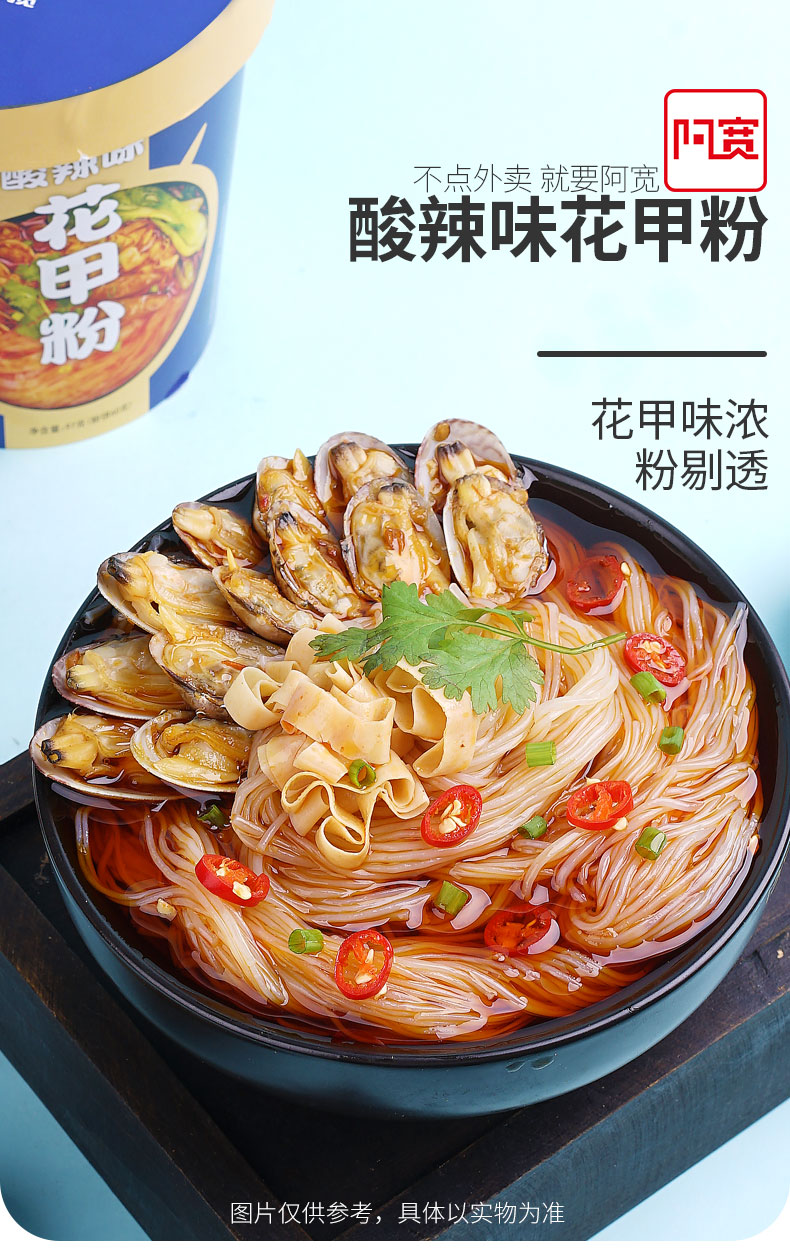 阿宽
不点外卖 就要阿宽
酸辣味花甲粉
花甲味浓
粉剔透
酸辣味
花甲粉
图片仅供参考，具体以实物为准